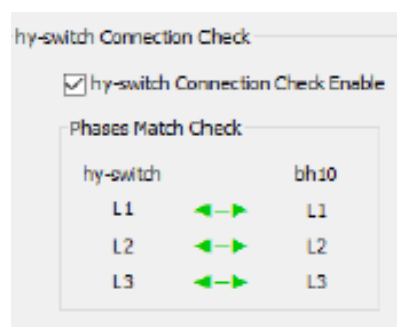 hy-switch Connection Check
hy-switch Connection Check Enable
Phases Match Check
hy-switch bh10
L1 L1
L2 L2
L3 L3